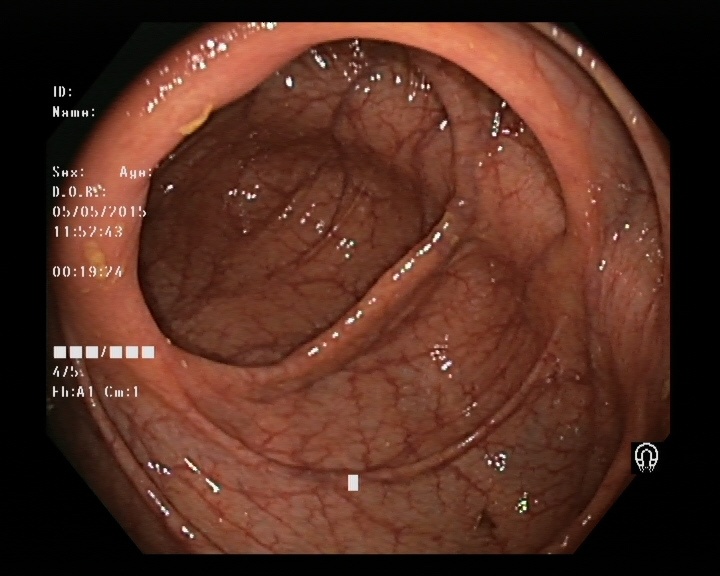 ID:
Name:
Sex: Age:
D.O.B.:
05/05/2015
11:52:43
00:19:24
■■■/■■■
4/5
Eh:A1 Cm:1